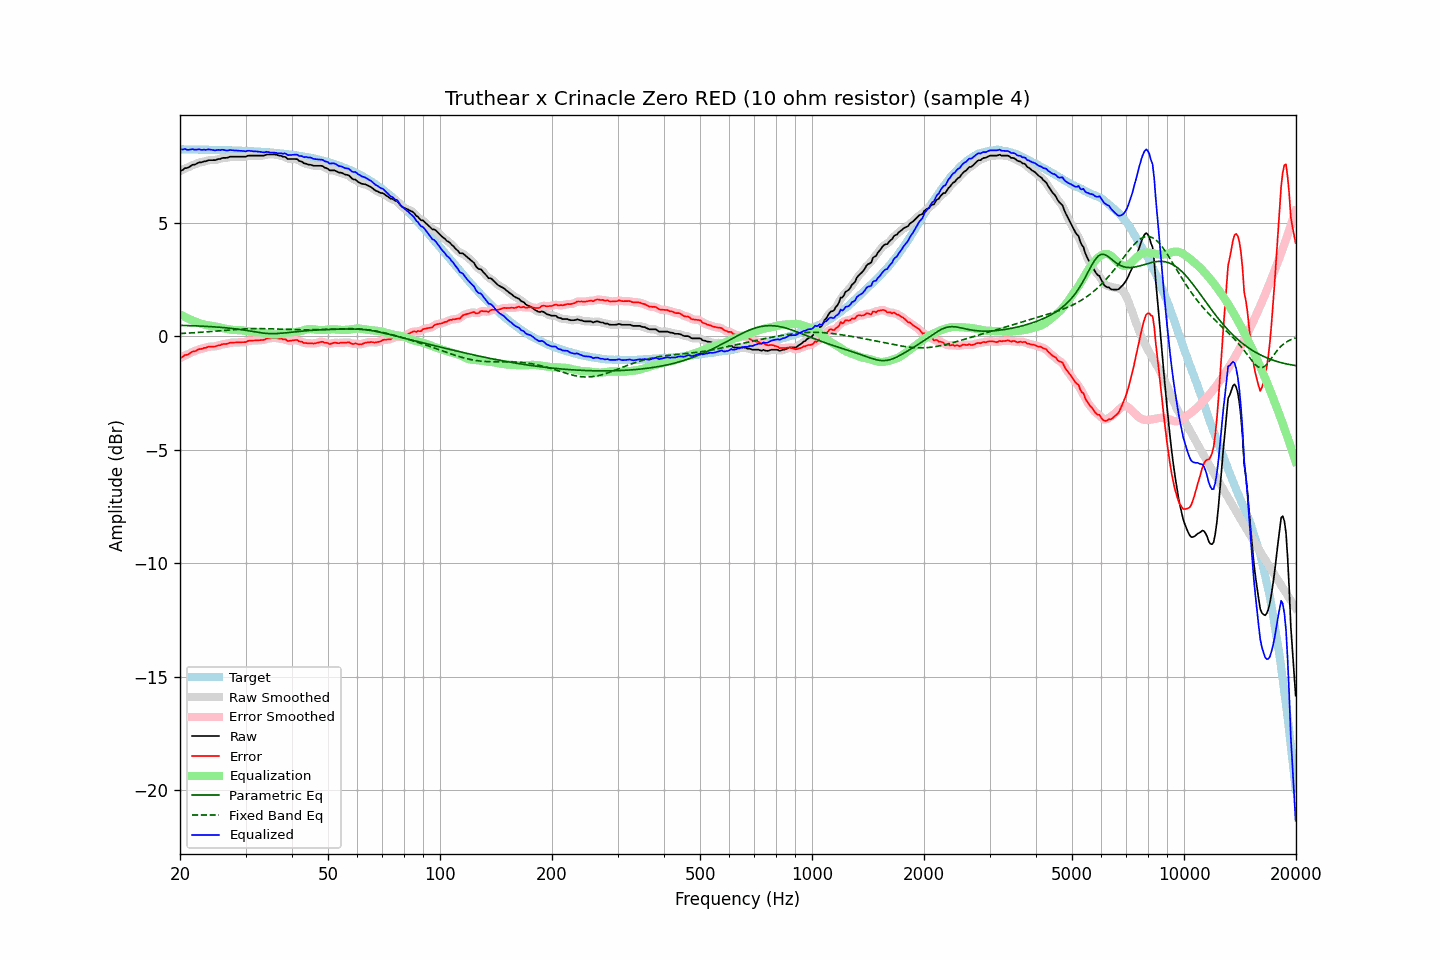 Truthear x Crinacle Zero RED (10 ohm resistor) (sample 4)
Amplitude (dBr)
5
0
−5
−10
−15
−20
Target
Raw Smoothed
Error Smoothed
Raw
Error
Equalization
Parametric Eq
Fixed Band Eq
Equalized
20 50 100 200 500 1000 2000 5000 10000 20000
Frequency (Hz)